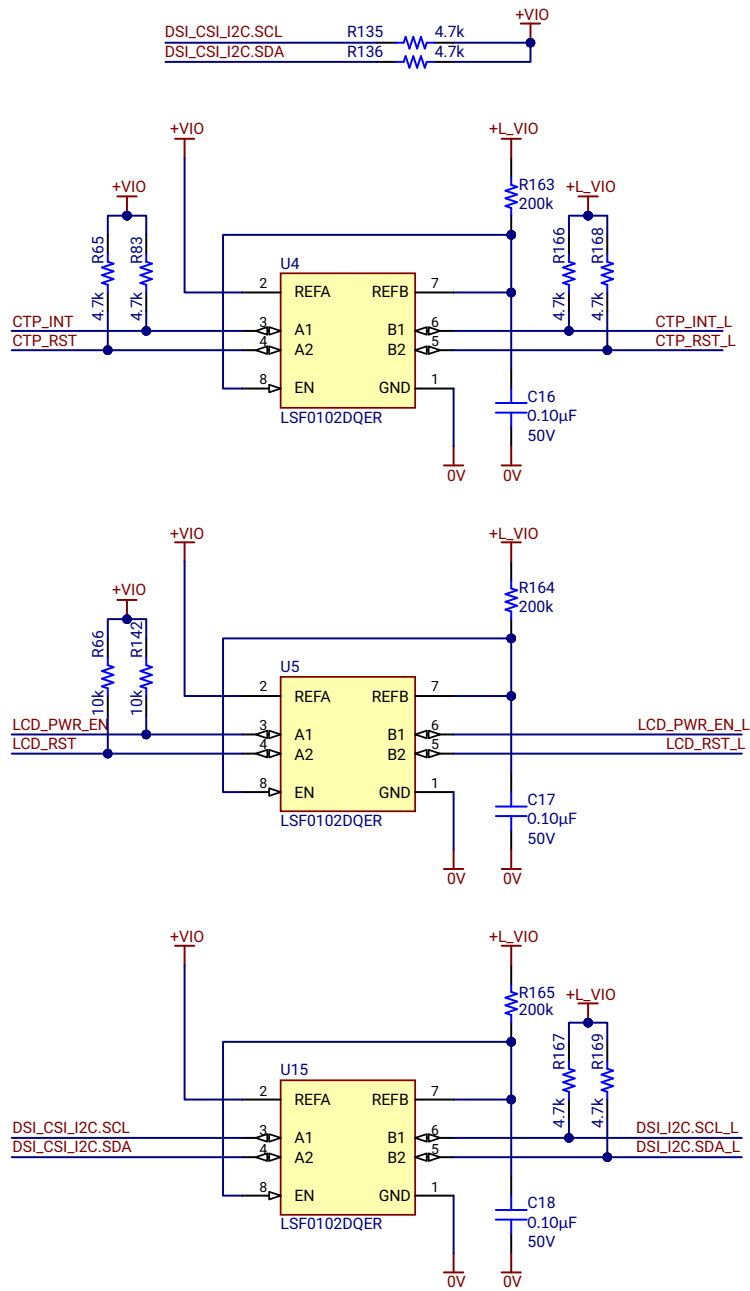 +VIO
DSI_CSI_I2C.SCL R135 4.7k
DSI_CSI_I2C.SDA R136 4.7k
+VIO +L_VIO
R163
200k
+VIO +L_VIO
R65 R83 R166 R168
4.7k 4.7k 4.7k 4.7k
U4
2 REFA REFB 7
CTP_INT 3 A1 B1 6 CTP_INT_L
CTP_RST 4 A2 B2 5 CTP_RST_L
8 EN GND 1
LSF0102DQER
C16
0.10µF
50V
0V 0V
+VIO +L_VIO
R164
200k
+VIO
R66 R142
10k 10k
U5
2 REFA REFB 7
LCD_PWR_EN 3 A1 B1 6 LCD_PWR_EN_L
LCD_RST 4 A2 B2 5 LCD_RST_L
8 EN GND 1
LSF0102DQER
C17
0.10µF
50V
0V 0V
+VIO +L_VIO
R165
200k
+L_VIO
R167 R169
4.7k 4.7k
U15
2 REFA REFB 7
DSI_CSI_I2C.SCL 3 A1 B1 6 DSI_I2C.SCL_L
DSI_CSI_I2C.SDA 4 A2 B2 5 DSI_I2C.SDA_L
8 EN GND 1
LSF0102DQER
C18
0.10µF
50V
0V 0V